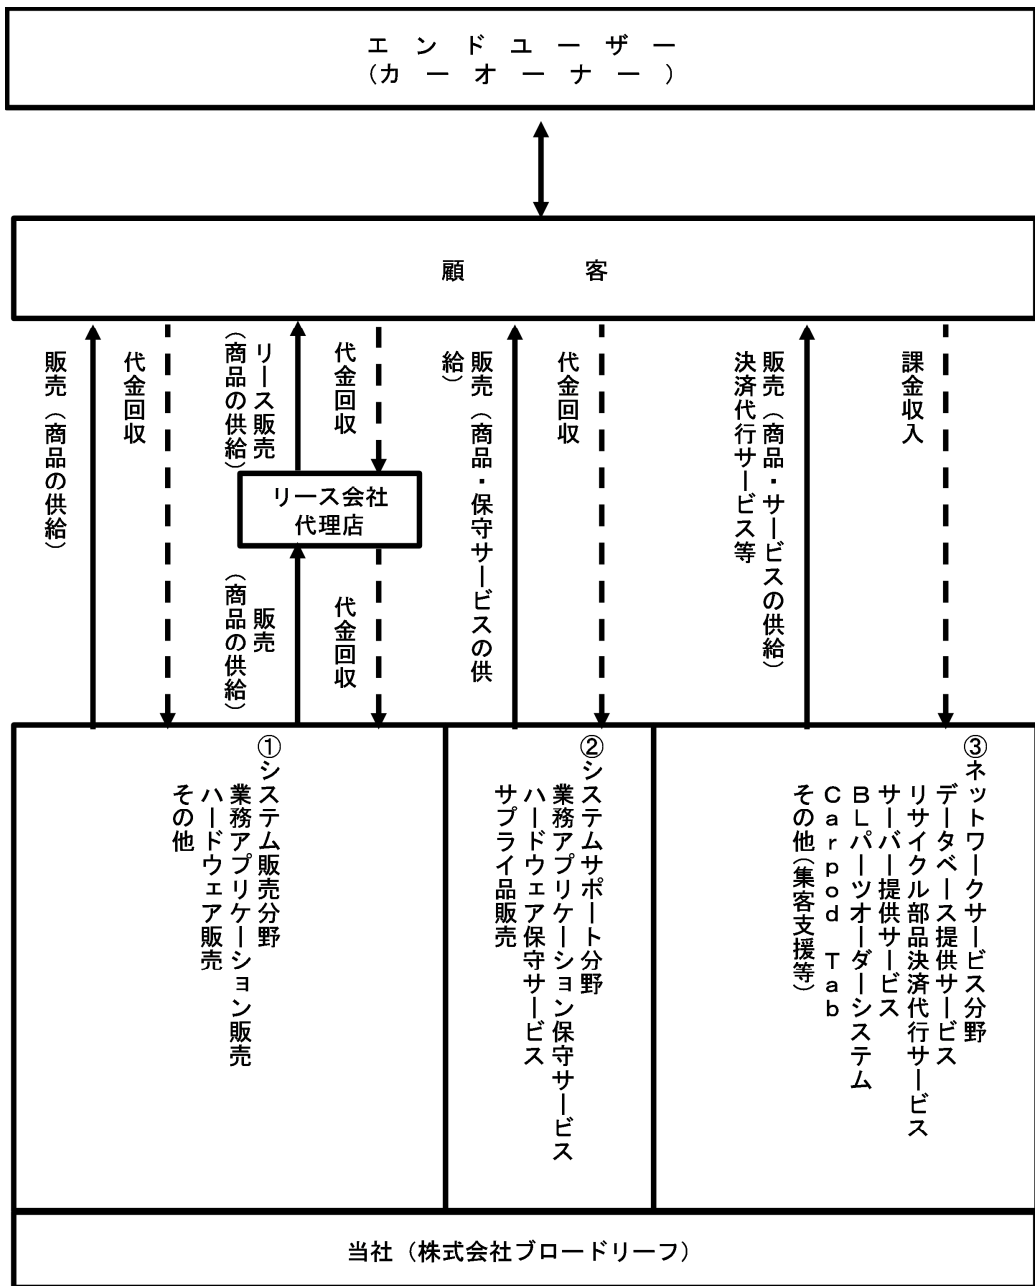 エンドユーザー
（カーオーナー）
顧客
販売（商品の供給）
代金回収
リース販売
（商品の供給）
代金回収
販売（商品・保守サービスの供
給）
代金回収
販売（商品・サービスの供給）
決済代行サービス等
課金収入
リース会社
代理店
販売
（商品の供給）
代金回収
①システム販売分野
業務アプリケーション販売
ハードウェア販売
その他
②システムサポート分野
業務アプリケーション保守サービス
ハードウェア保守サービス
サプライ品販売
③ネットワークサービス分野
データベース提供サービス
リサイクル部品決済代行サービス
サーバー提供サービス
ＢＬパーツオーダーシステム
Ｃａｒｐｏｄ　Ｔａｂ
その他（集客支援等）
当社（株式会社ブロードリーフ）